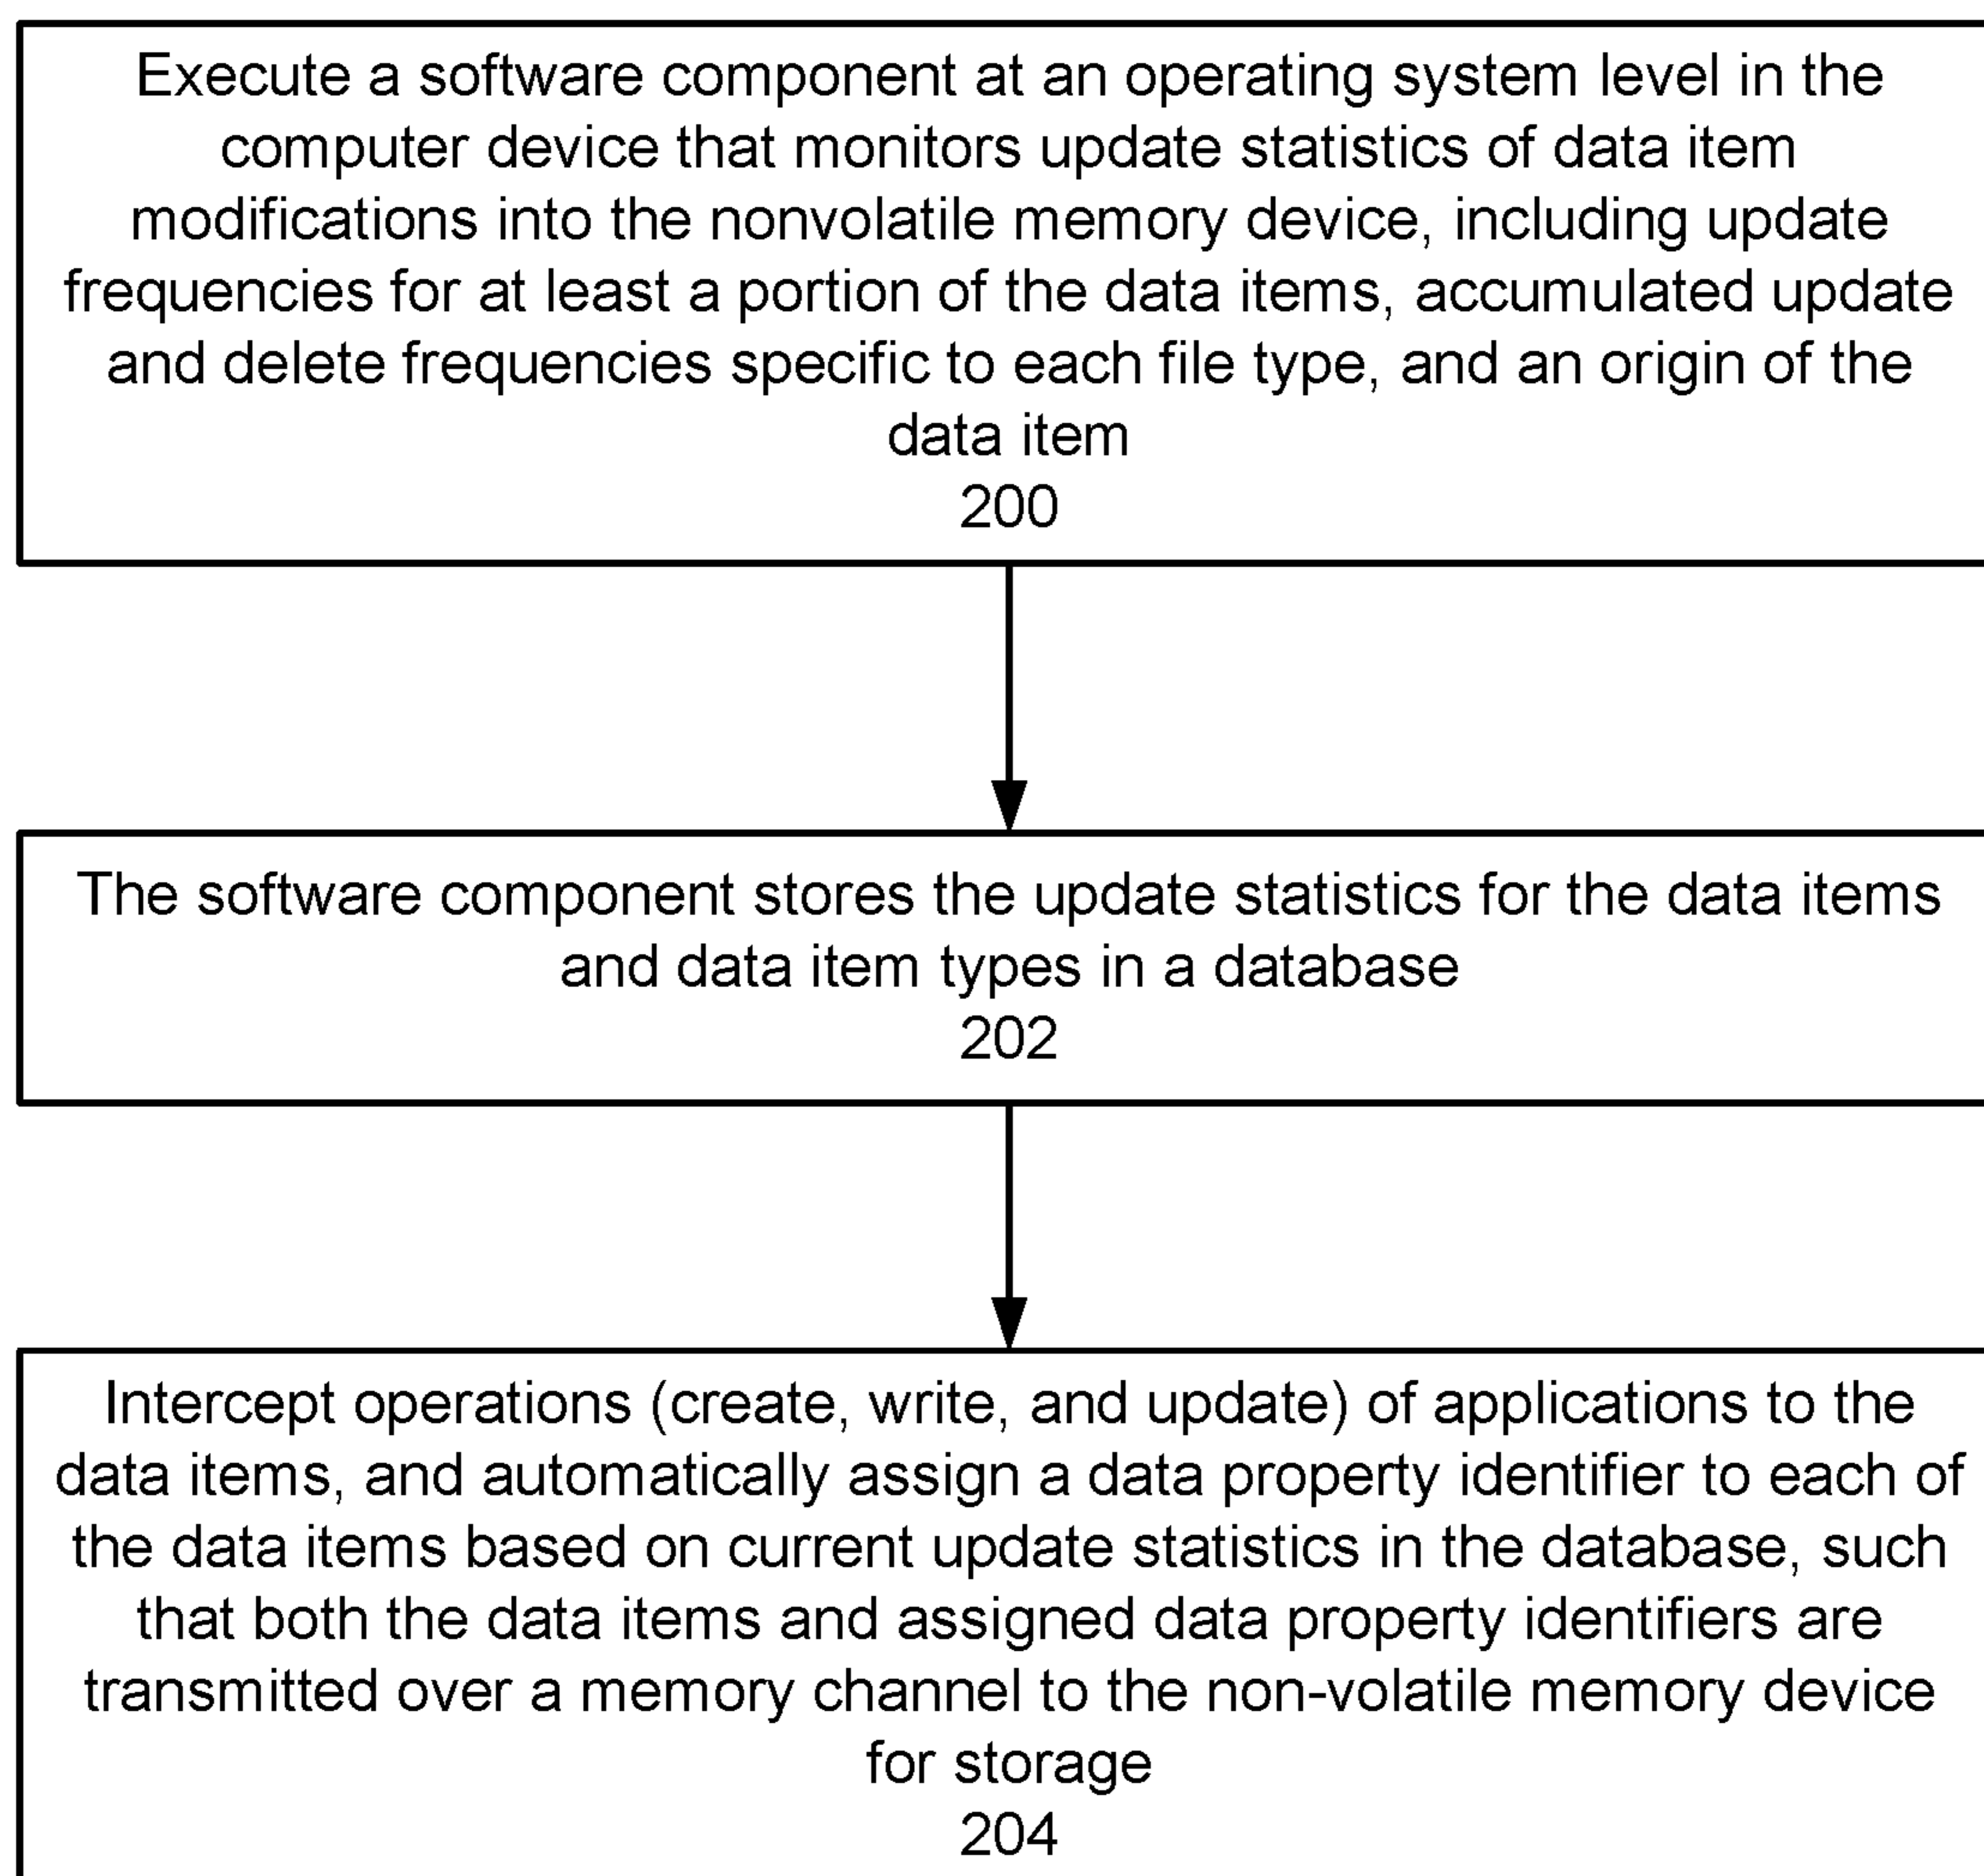 Execute a software component at an operating system level in the
computer device that monitors update statistics of data item
modifications into the nonvolatile memory device, including update
frequencies for at least a portion of the data items, accumulated update
and delete frequencies specific to each file type, and an origin of the
data item
200
The software component stores the update statistics for the data items
and data item types in a database
202
Intercept operations (create, write, and update) of applications to the
data items, and automatically assign a data property identifier to each of
the data items based on current update statistics in the database, such
that both the data items and assigned data property identifiers are
transmitted over a memory channel to the non-volatile memory device
for storage
204